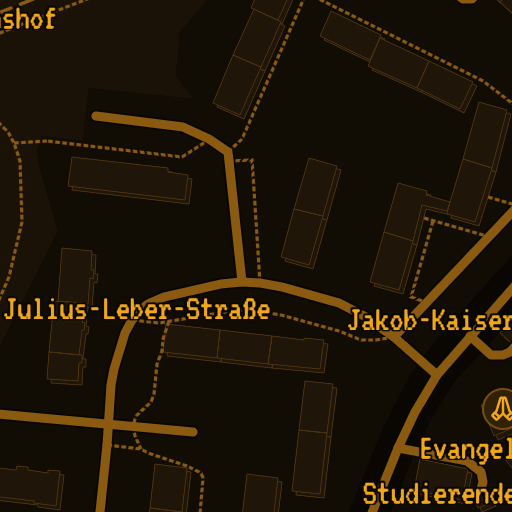 shof
Julius-Leber-Straße
Jakob-Kaiser
Evangel
Studierende